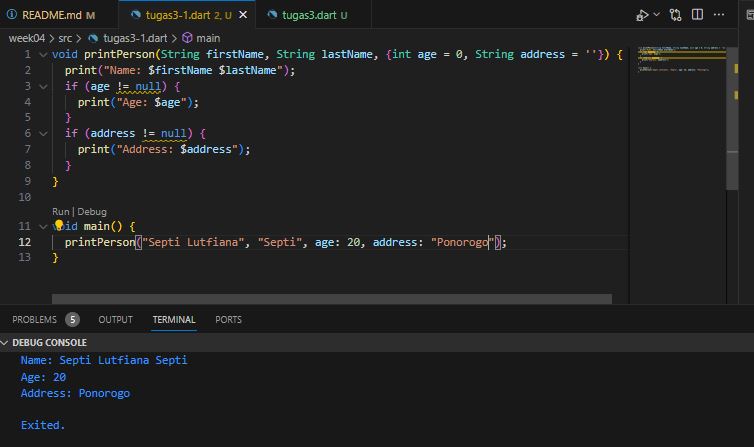 README.md M
tugas3-1.dart 2, U
tugas3.dart U
week04 > src > tugas3-1.dart > main
1 void printPerson(String firstName, String lastName, {int age = 0, String address = ''}) {
2 print("Name: $firstName $lastName");
3 if (age != null) {
4 print("Age: $age");
5 }
6 if (address != null) {
7 print("Address: $address");
8 }
9 }
10
Run | Debug
11 void main() {
12 printPerson("Septi Lutfiana", "Septi", age: 20, address: "Ponorogo");
13 }
PROBLEMS 5 OUTPUT TERMINAL PORTS
DEBUG CONSOLE
Name: Septi Lutfiana Septi
Age: 20
Address: Ponorogo
Exited.